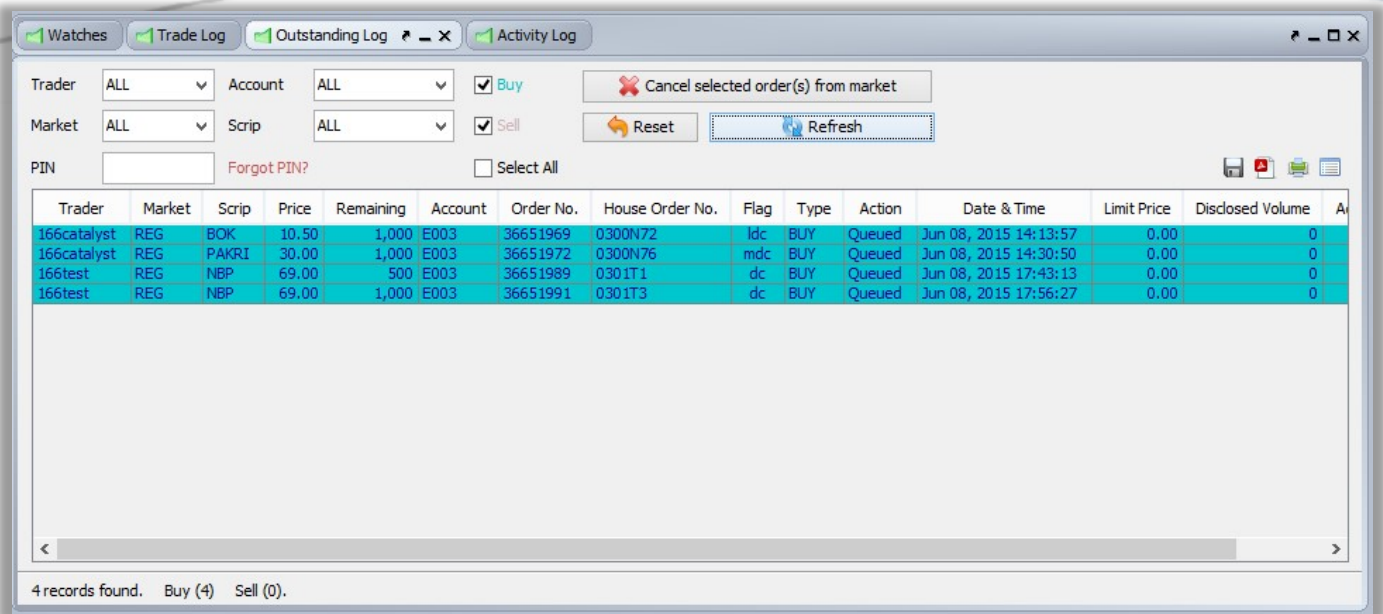 Watches Trade Log Outstanding Log Activity Log
Trader ALL Account ALL Buy Cancel selected order(s) from market
Market ALL Scrip ALL Sell Reset Refresh
PIN Forgot PIN? Select All
Trader Market Scrip Price Remaining Account Order No. House Order No. Flag Type Action Date & Time Limit Price Disclosed Volume
166catalyst REG BOK 10.50 1,000 E003 36651969 0300N72 ldc BUY Queued Jun 08, 2015 14:13:57 0.00 0
166catalyst REG PAKRI 30.00 1,000 E003 36651972 0300N76 mdc BUY Queued Jun 08, 2015 14:30:50 0.00 0
166test REG NBP 69.00 500 E003 36651989 0301T1 dc BUY Queued Jun 08, 2015 17:43:13 0.00 0
166test REG NBP 69.00 1,000 E003 36651991 0301T3 dc BUY Queued Jun 08, 2015 17:56:27 0.00 0
4 records found. Buy (4) Sell (0).